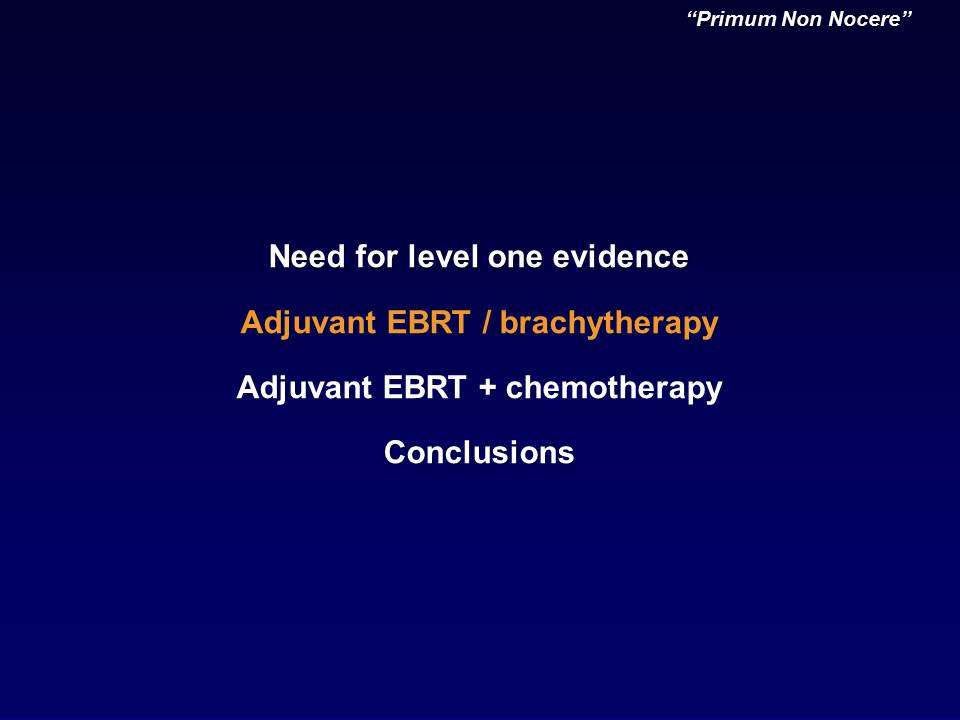 “Primum Non Nocere”
Need for level one evidence
Adjuvant EBRT / brachytherapy
Adjuvant EBRT + chemotherapy
Conclusions